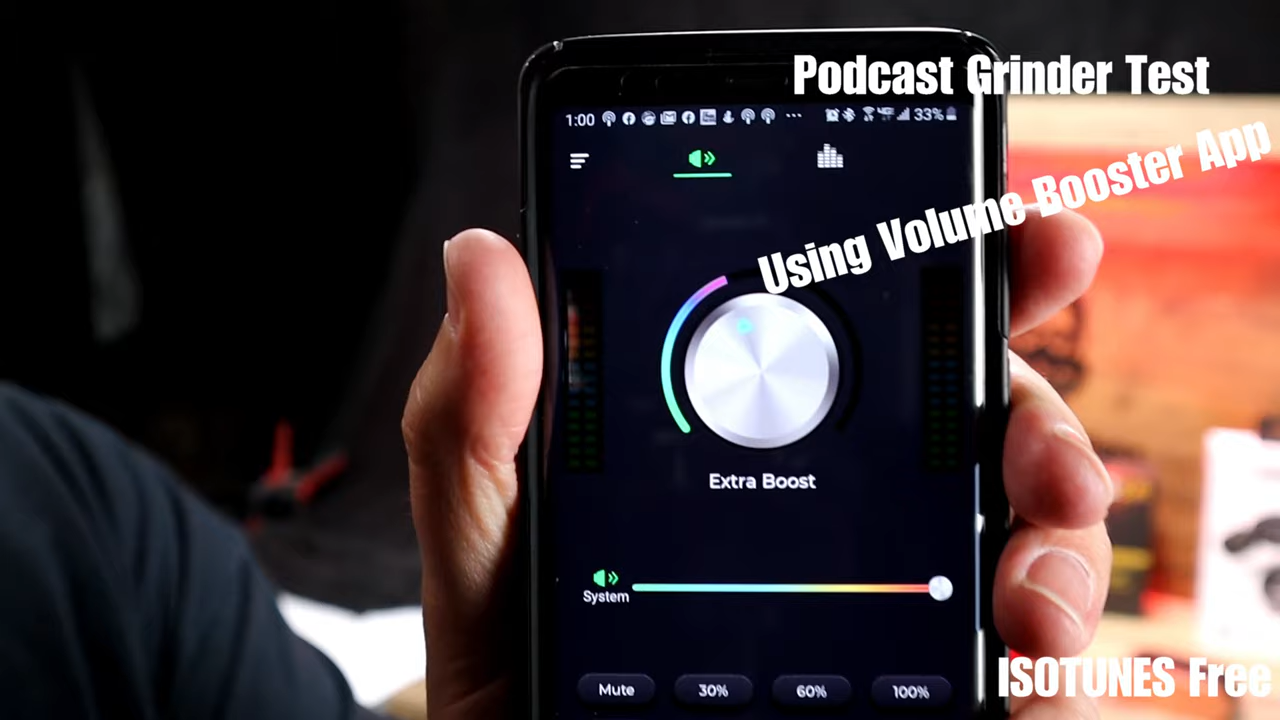 Podcast Grinder Test
1:00 33%
Using Volume Booster App
Extra Boost
System
Mute 30% 60% 100%
ISOTUNES Free